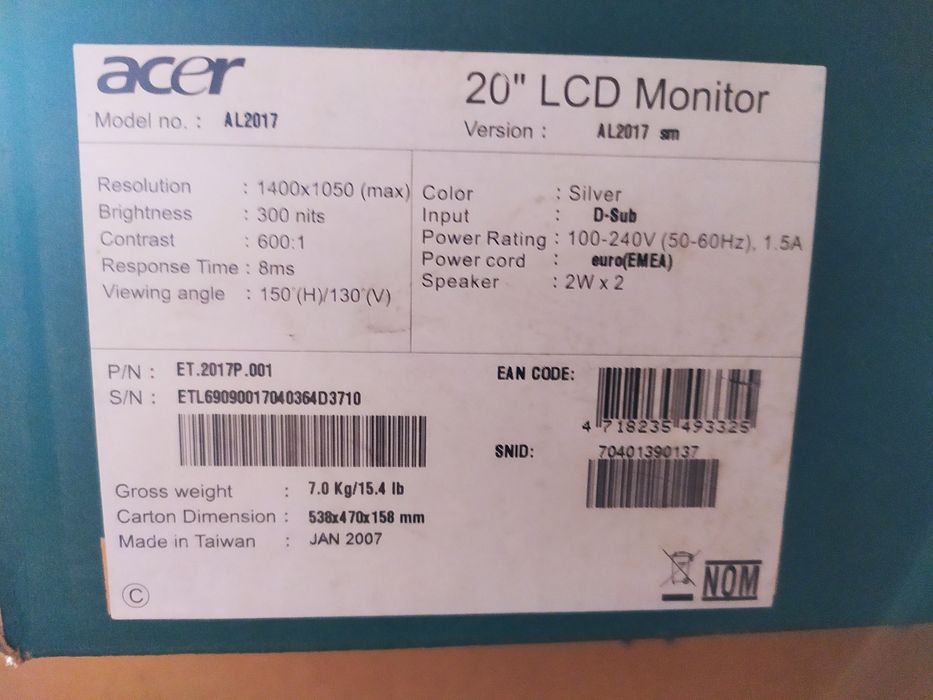 acer
20" LCD Monitor
Model no. : AL2017
Version : AL2017 sm
Resolution : 1400x1050 (max)
Brightness : 300 nits
Contrast : 600:1
Response Time : 8ms
Viewing angle : 150°(H)/130°(V)
Color : Silver
Input : D-Sub
Power Rating : 100-240V (50-60Hz), 1.5A
Power cord : euro(EMEA)
Speaker : 2W x 2
P/N : ET.2017P.001
S/N : ETL69090017040364D3710
EAN CODE:
4 718235 493325
SNID: 70401390137
Gross weight : 7.0 Kg/15.4 lb
Carton Dimension : 538x470x158 mm
Made in Taiwan : JAN 2007
C
NOM